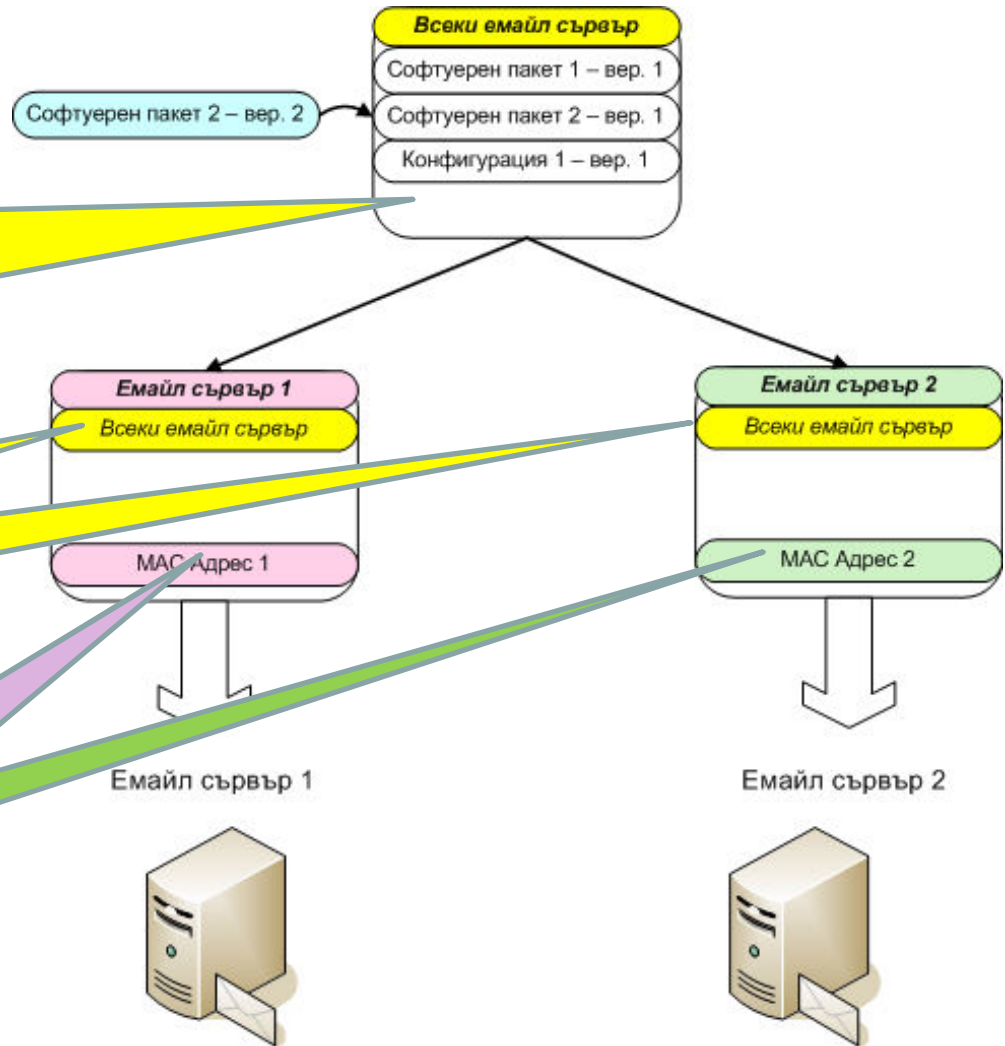 Всеки емайл сървър
Софтуерен пакет 1 – вер. 1
Софтуерен пакет 2 – вер. 2
Софтуерен пакет 2 – вер. 1
Конфигурация 1 – вер. 1
Емайл сървър 1
Всеки емайл сървър
МАС Адрес 1
Емайл сървър 2
Всеки емайл сървър
МАС Адрес 2
Емайл сървър 1
Емайл сървър 2